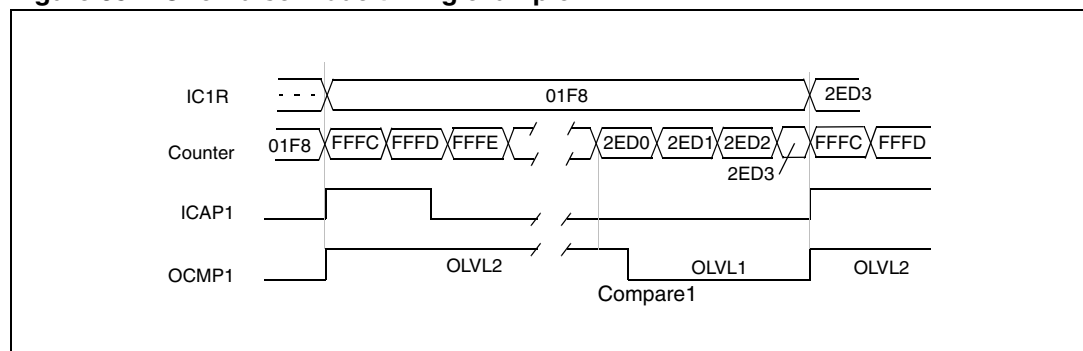 IC1R
- - -
01F8
2ED3
Counter
01F8
FFFC
FFFD
FFFE
2ED0
2ED1
2ED2
2ED3
FFFC
FFFD
ICAP1
OCMP1
OLVL2
OLVL1
OLVL2
Compare1